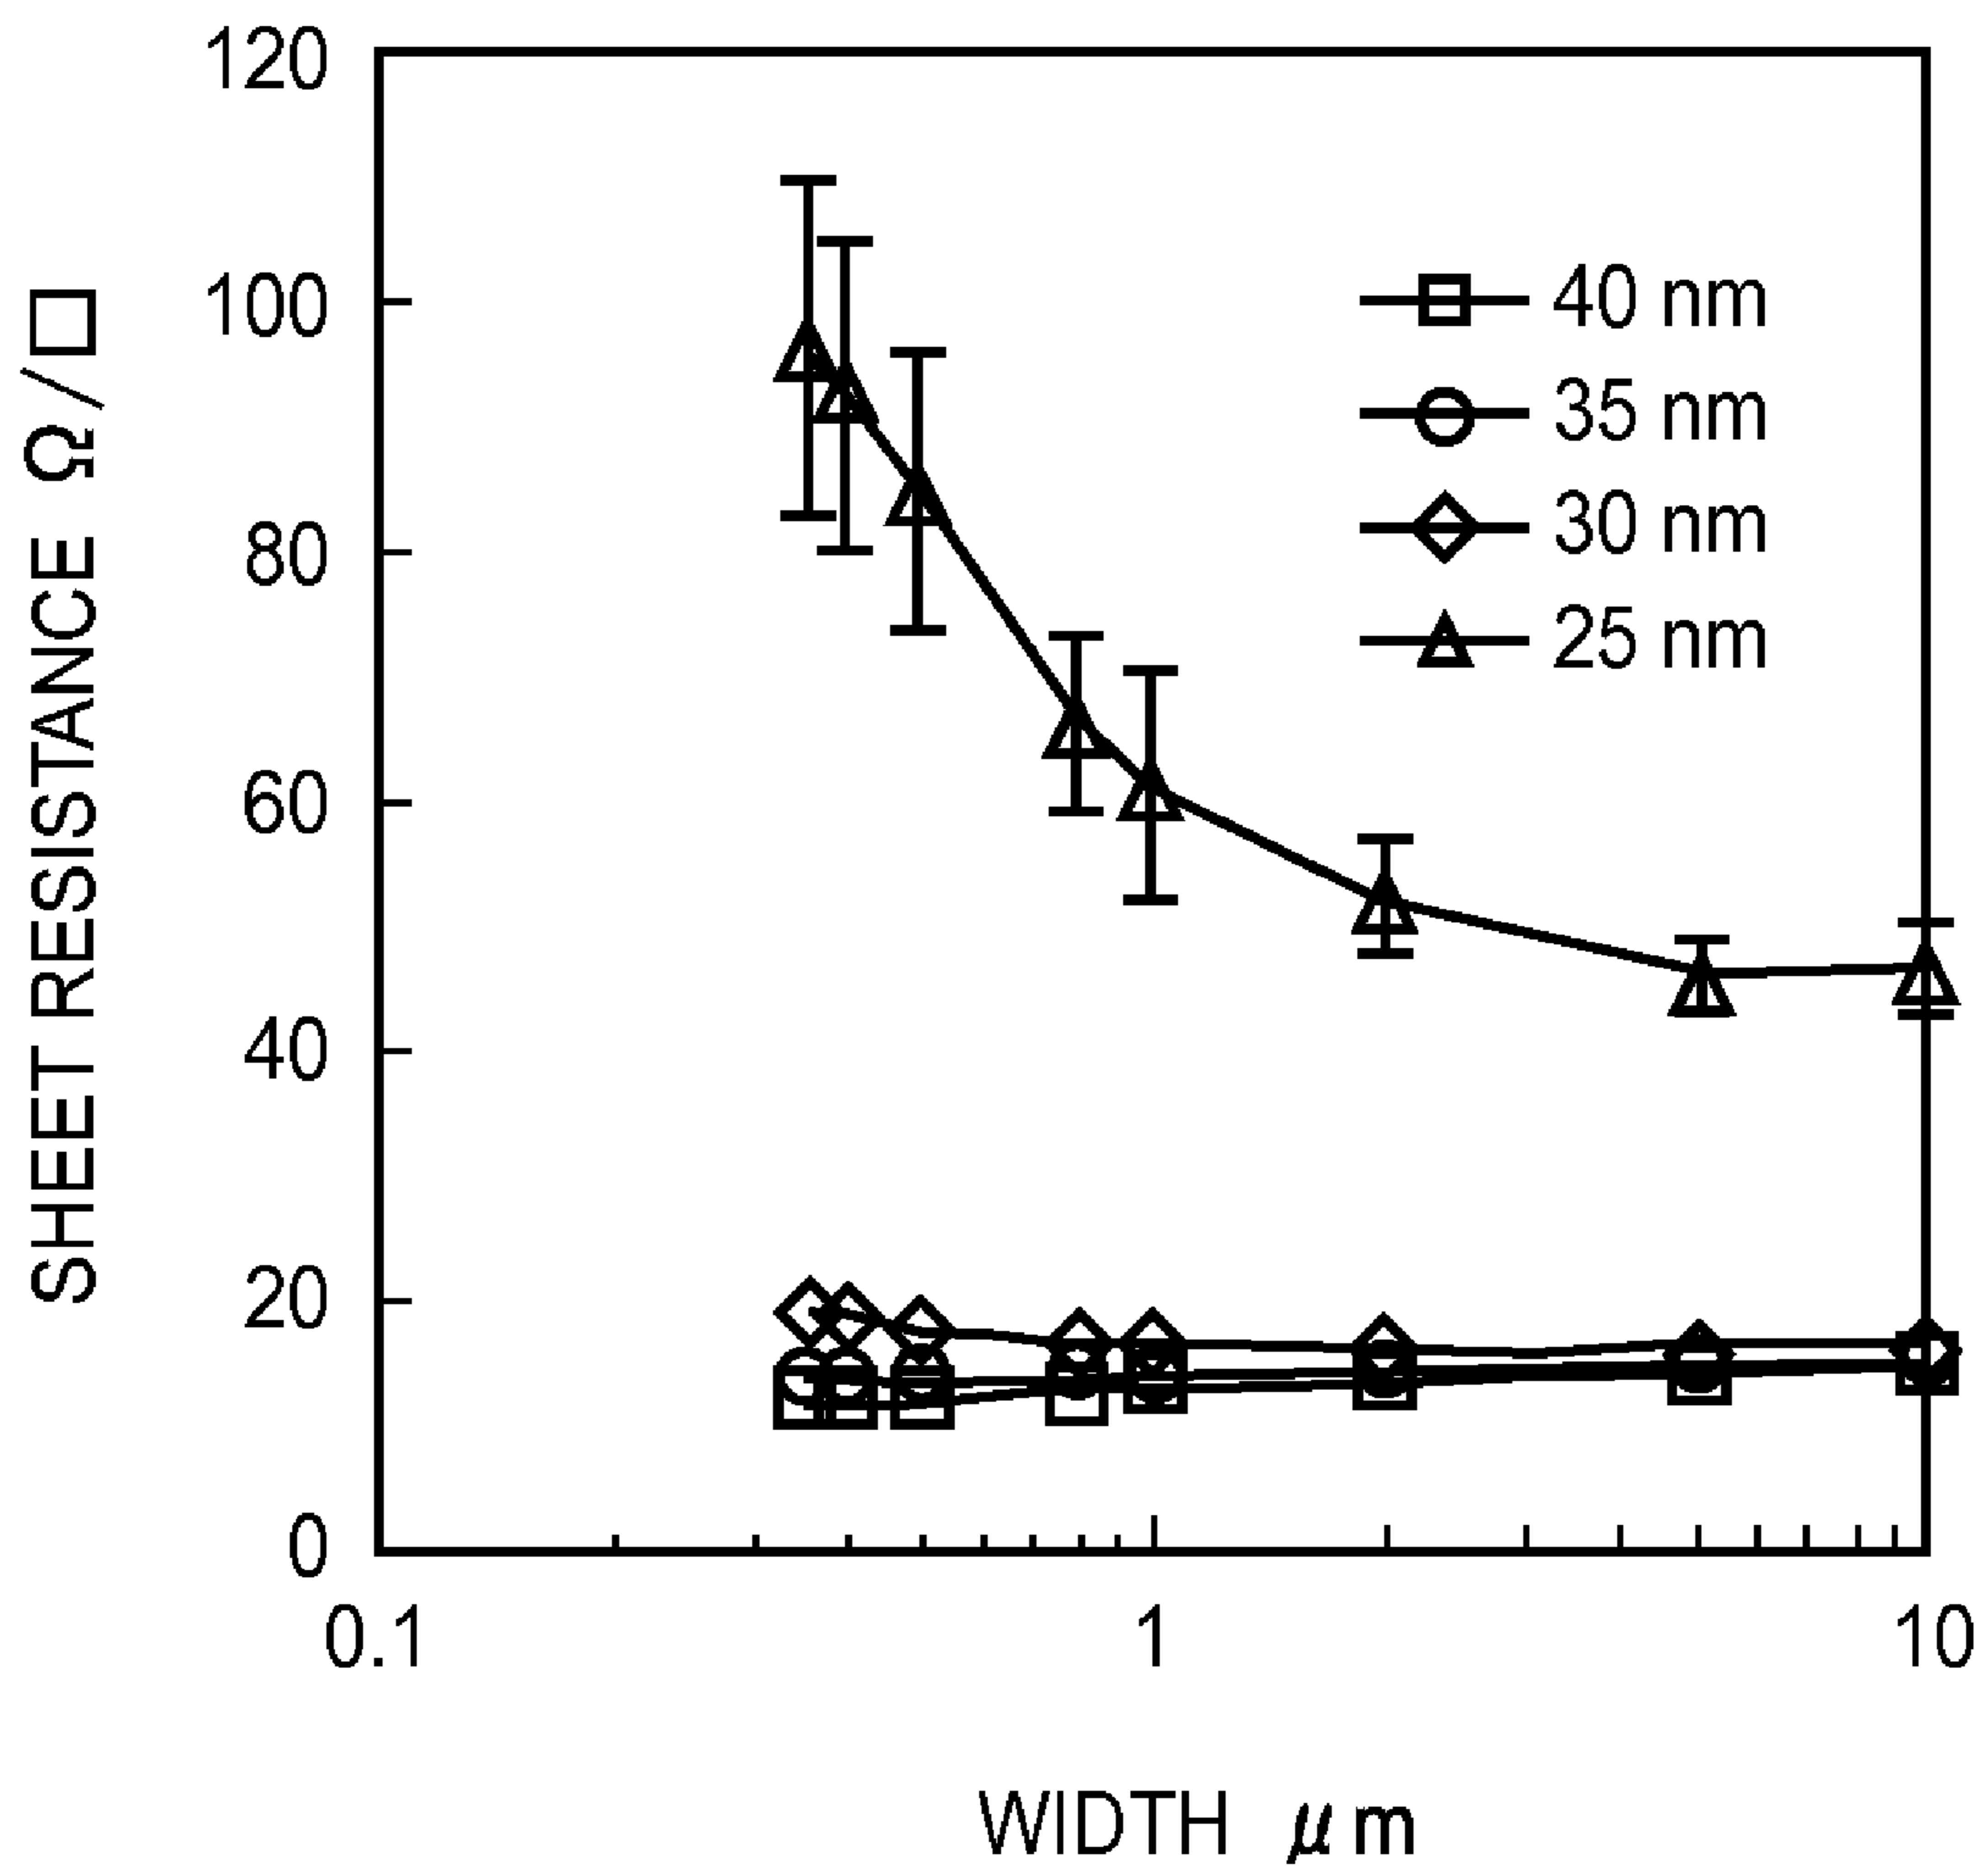 120
100
80
60
40
20
0
SHEET RESISTANCE Ω/□
40 nm
35 nm
30 nm
25 nm
0.1
1
10
WIDTH μm